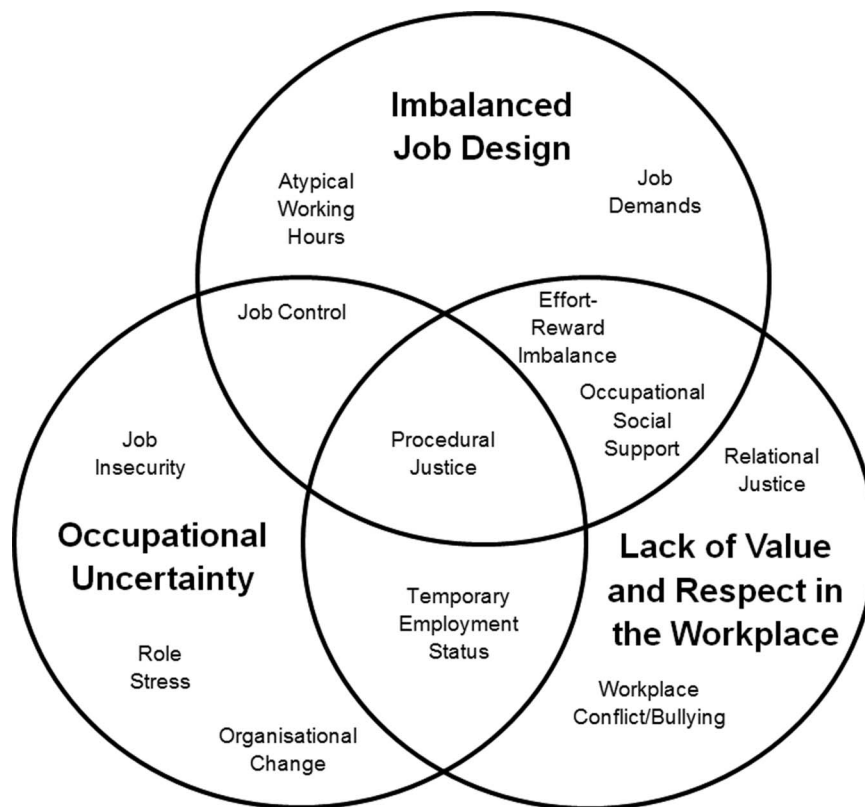 Imbalanced
Job Design
Atypical
Working
Hours
Job
Demands
Job Control
Effort-
Reward
Imbalance
Occupational
Social
Support
Procedural
Justice
Job
Insecurity
Relational
Justice
Occupational
Uncertainty
Lack of Value
and Respect in
the Workplace
Temporary
Employment
Status
Role
Stress
Workplace
Conflict/Bullying
Organisational
Change